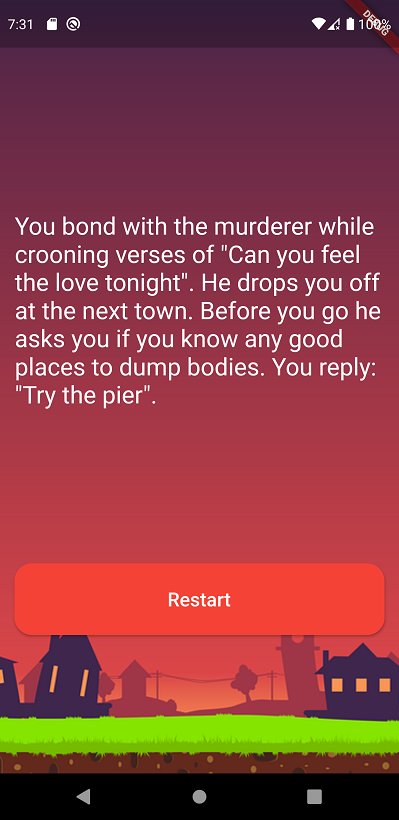 7:31
100%
DEBUG
You bond with the murderer while
crooning verses of "Can you feel
the love tonight". He drops you off
at the next town. Before you go he
asks you if you know any good
places to dump bodies. You reply:
"Try the pier".
Restart